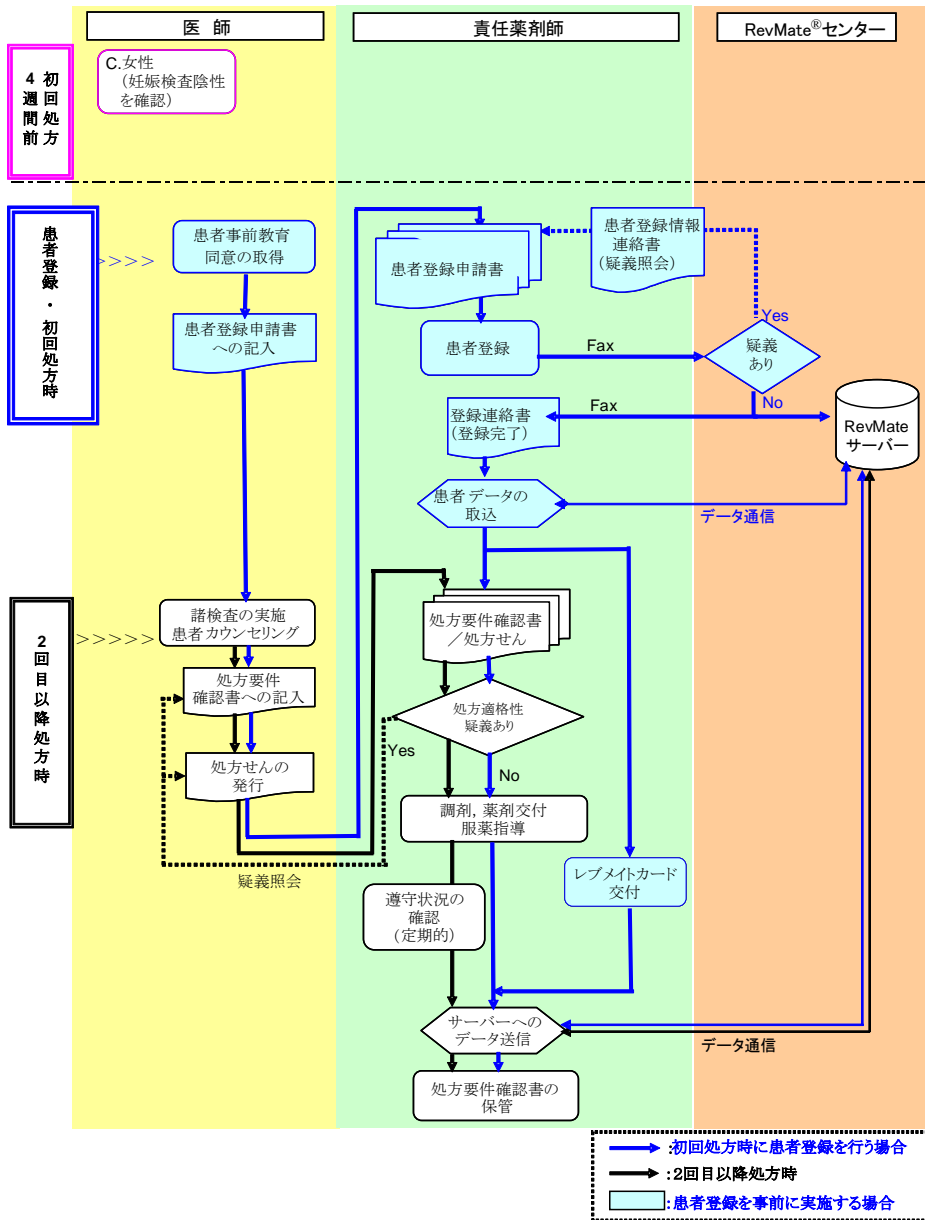 医 師
責任薬剤師
RevMate®センター
初回処方
4週間前
C.女性
(妊娠検査陰性
を確認)
患者登録・初回処方時
>>>>
患者事前教育
同意の取得
患者登録申請書
への記入
患者登録申請書
患者登録情報
連絡書
(疑義照会)
患者登録
Fax
疑義
あり
Yes
No
Fax
登録連絡書
(登録完了)
RevMate
サーバー
患者データの
取込
データ通信
2回目以降処方時
>>>>>
諸検査の実施
患者カウンセリング
処方要件
確認書への記入
処方せんの
発行
疑義照会
処方要件確認書
/処方せん
処方適格性
疑義あり
Yes
No
調剤,薬剤交付
服薬指導
レブメイトカード
交付
遵守状況の
確認
(定期的)
サーバーへの
データ送信
データ通信
処方要件確認書の
保管
:初回処方時に患者登録を行う場合
:2回目以降処方時
:患者登録を事前に実施する場合